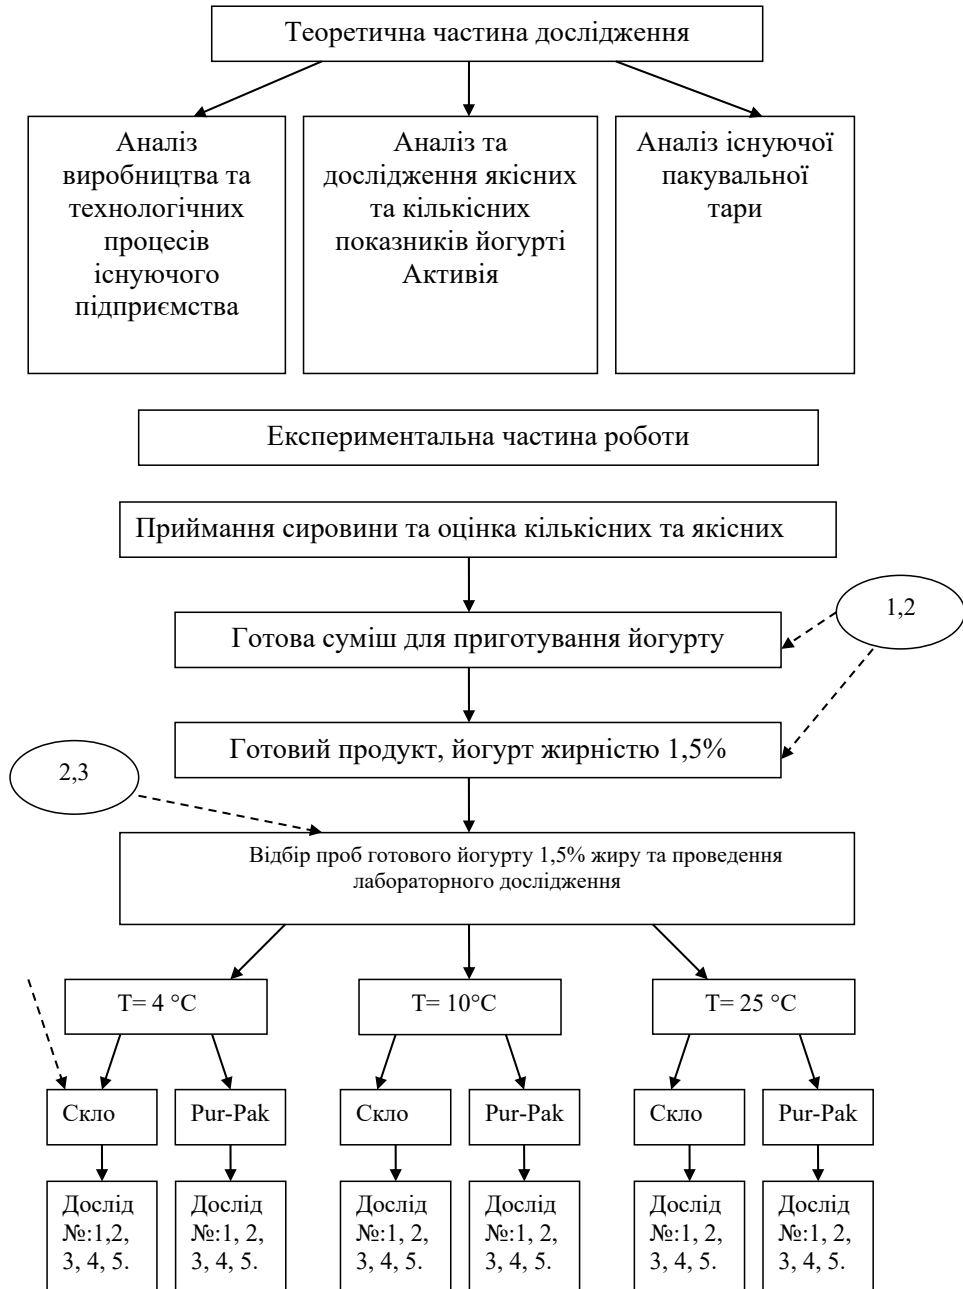 Теоретична частина дослідження
Аналіз
виробництва та
технологічних
процесів
існуючого
підприємства
Аналіз та
дослідження якісних
та кількісних
показників йогурті
Активія
Аналіз існуючої
пакувальної
тари
Експериментальна частина роботи
Приймання сировини та оцінка кількісних та якісних
1,2
Готова суміш для приготування йогурту
Готовий продукт, йогурт жирністю 1,5%
2,3
Відбір проб готового йогурту 1,5% жиру та проведення
лабораторного дослідження
Т= 4 °С
Т= 10°С
Т= 25 °С
Скло
Pur-Pak
Скло
Pur-Pak
Скло
Pur-Pak
Дослід
№:1,2,
3, 4, 5.
Дослід
№:1, 2,
3, 4, 5.
Дослід
№:1, 2,
3, 4, 5.
Дослід
№:1, 2,
3, 4, 5.
Дослід
№:1, 2,
3, 4, 5.
Дослід
№:1, 2,
3, 4, 5.